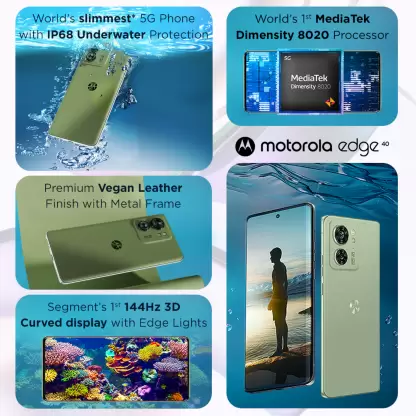 World's slimmest* 5G Phone
with IP68 Underwater Protection
World's 1st MediaTek
Dimensity 8020 Processor
5G
MediaTek
Dimensity 8020
motorola edge 40
Premium Vegan Leather
Finish with Metal Frame
Segment's 1st 144Hz 3D
Curved display with Edge Lights